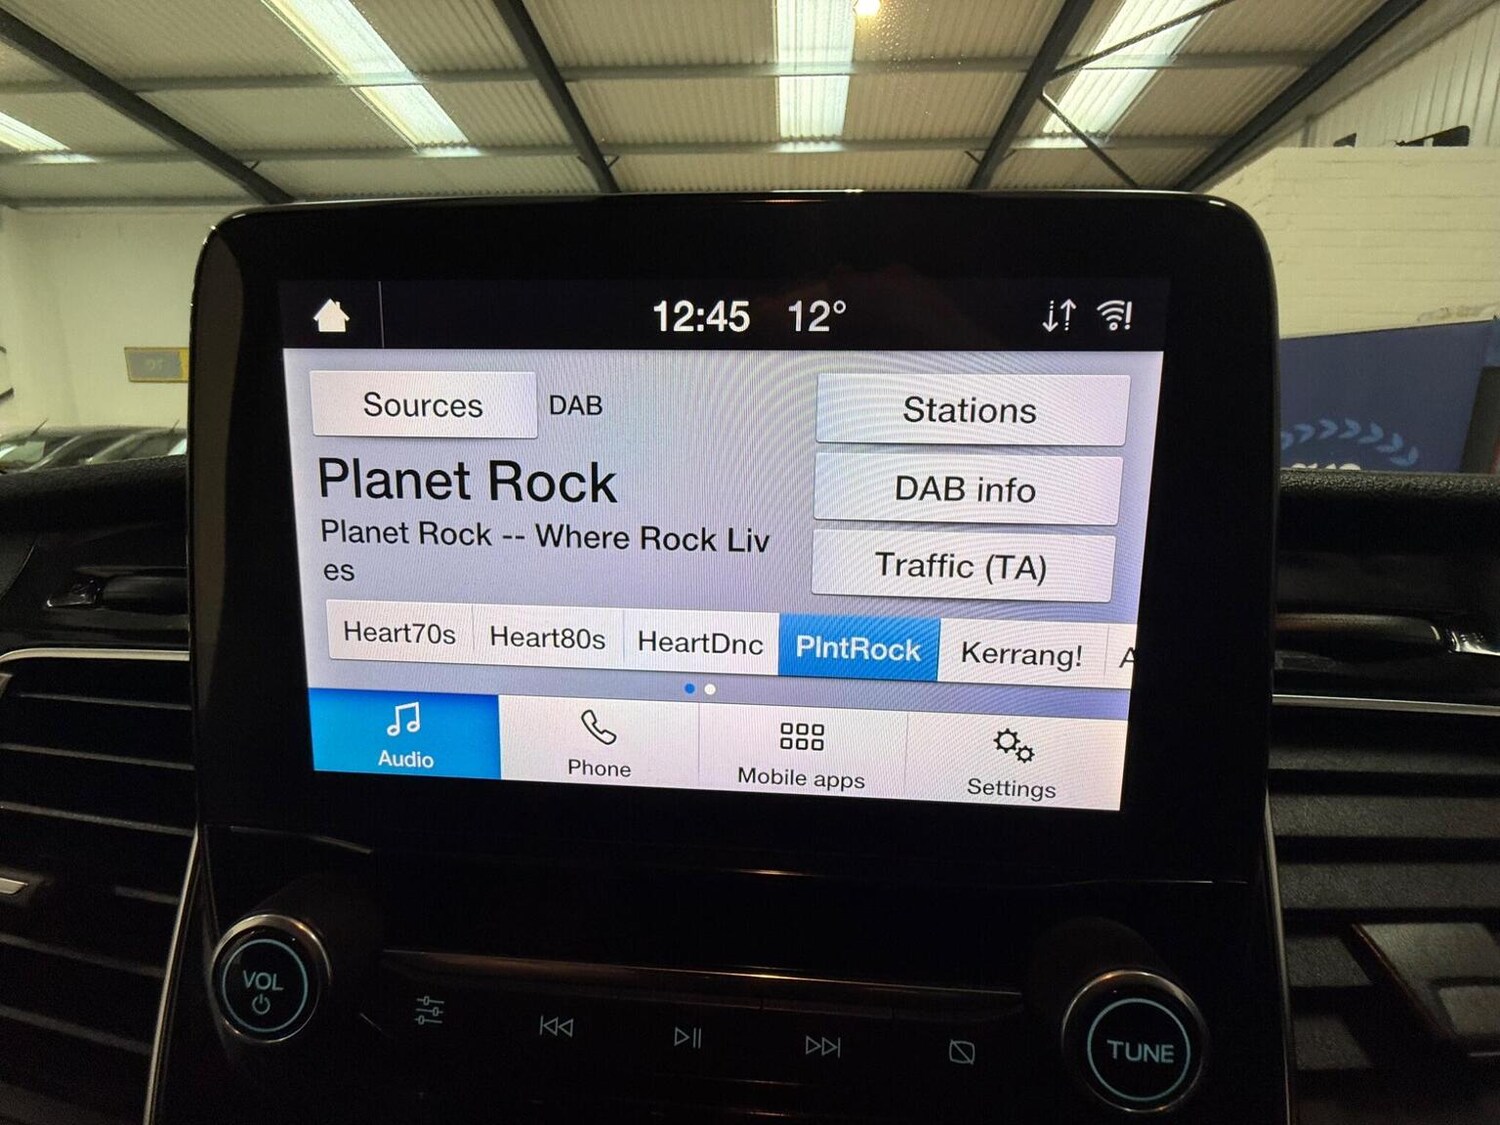 12:45 12°
Sources DAB Stations
Planet Rock
DAB info
Planet Rock -- Where Rock Liv
es
Traffic (TA)
Heart70s Heart80s HeartDnc PlntRock Kerrang! A
Audio Phone Mobile apps Settings
VOL
TUNE